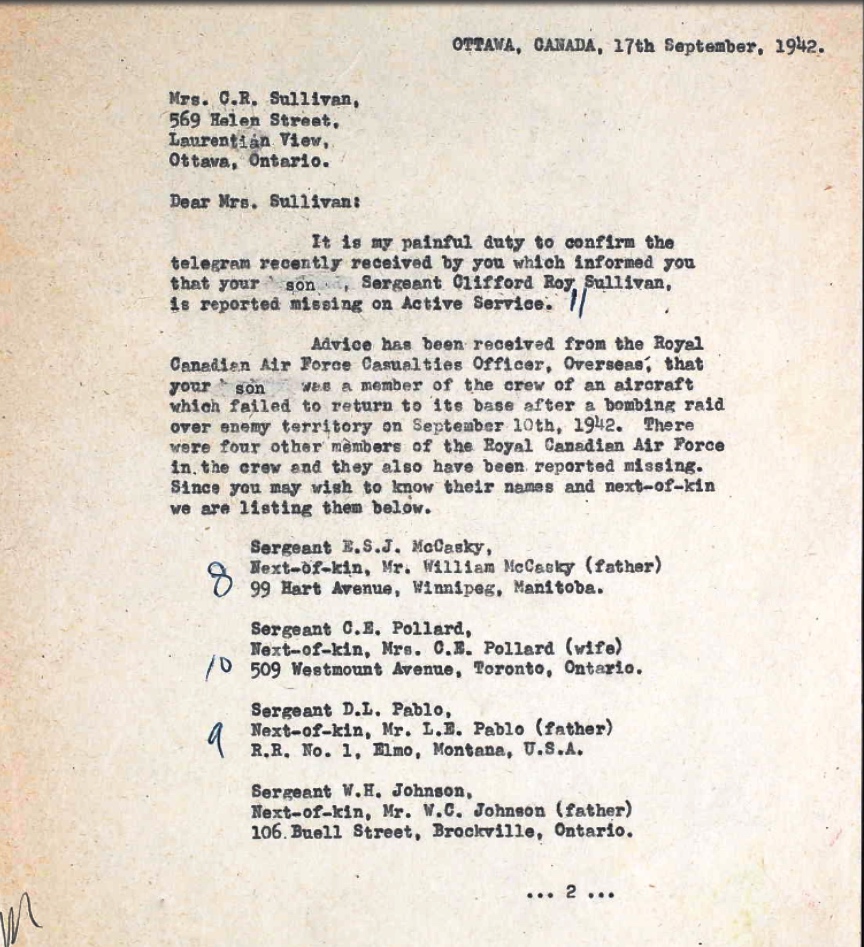 OTTAWA, CANADA, 17th September, 1942.
Mrs. C.R. Sullivan,
569 Helen Street,
Laurentian View,
Ottawa, Ontario.
Dear Mrs. Sullivan:
It is my painful duty to confirm the
telegram recently received by you which informed you
that your son , Sergeant Clifford Roy Sullivan,
is reported missing on Active Service. 11
Advice has been received from the Royal
Canadian Air Force Casualties Officer, Overseas, that
your son was a member of the crew of an aircraft
which failed to return to its base after a bombing raid
over enemy territory on September 10th, 1942. There
were four other members of the Royal Canadian Air Force
in the crew and they also have been reported missing.
Since you may wish to know their names and next-of-kin
we are listing them below.
Sergeant E.S.J. McCasky,
Next-of-kin, Mr. William McCasky (father)
8 99 Hart Avenue, Winnipeg, Manitoba.
Sergeant C.E. Pollard,
Next-of-kin, Mrs. C.E. Pollard (wife)
10 509 Westmount Avenue, Toronto, Ontario.
Sergeant D.L. Pablo,
9 Next-of-kin, Mr. L.E. Pablo (father)
R.R. No. 1, Elmo, Montana, U.S.A.
Sergeant W.H. Johnson,
Next-of-kin, Mr. W.C. Johnson (father)
106 Buell Street, Brockville, Ontario.
... 2 ...